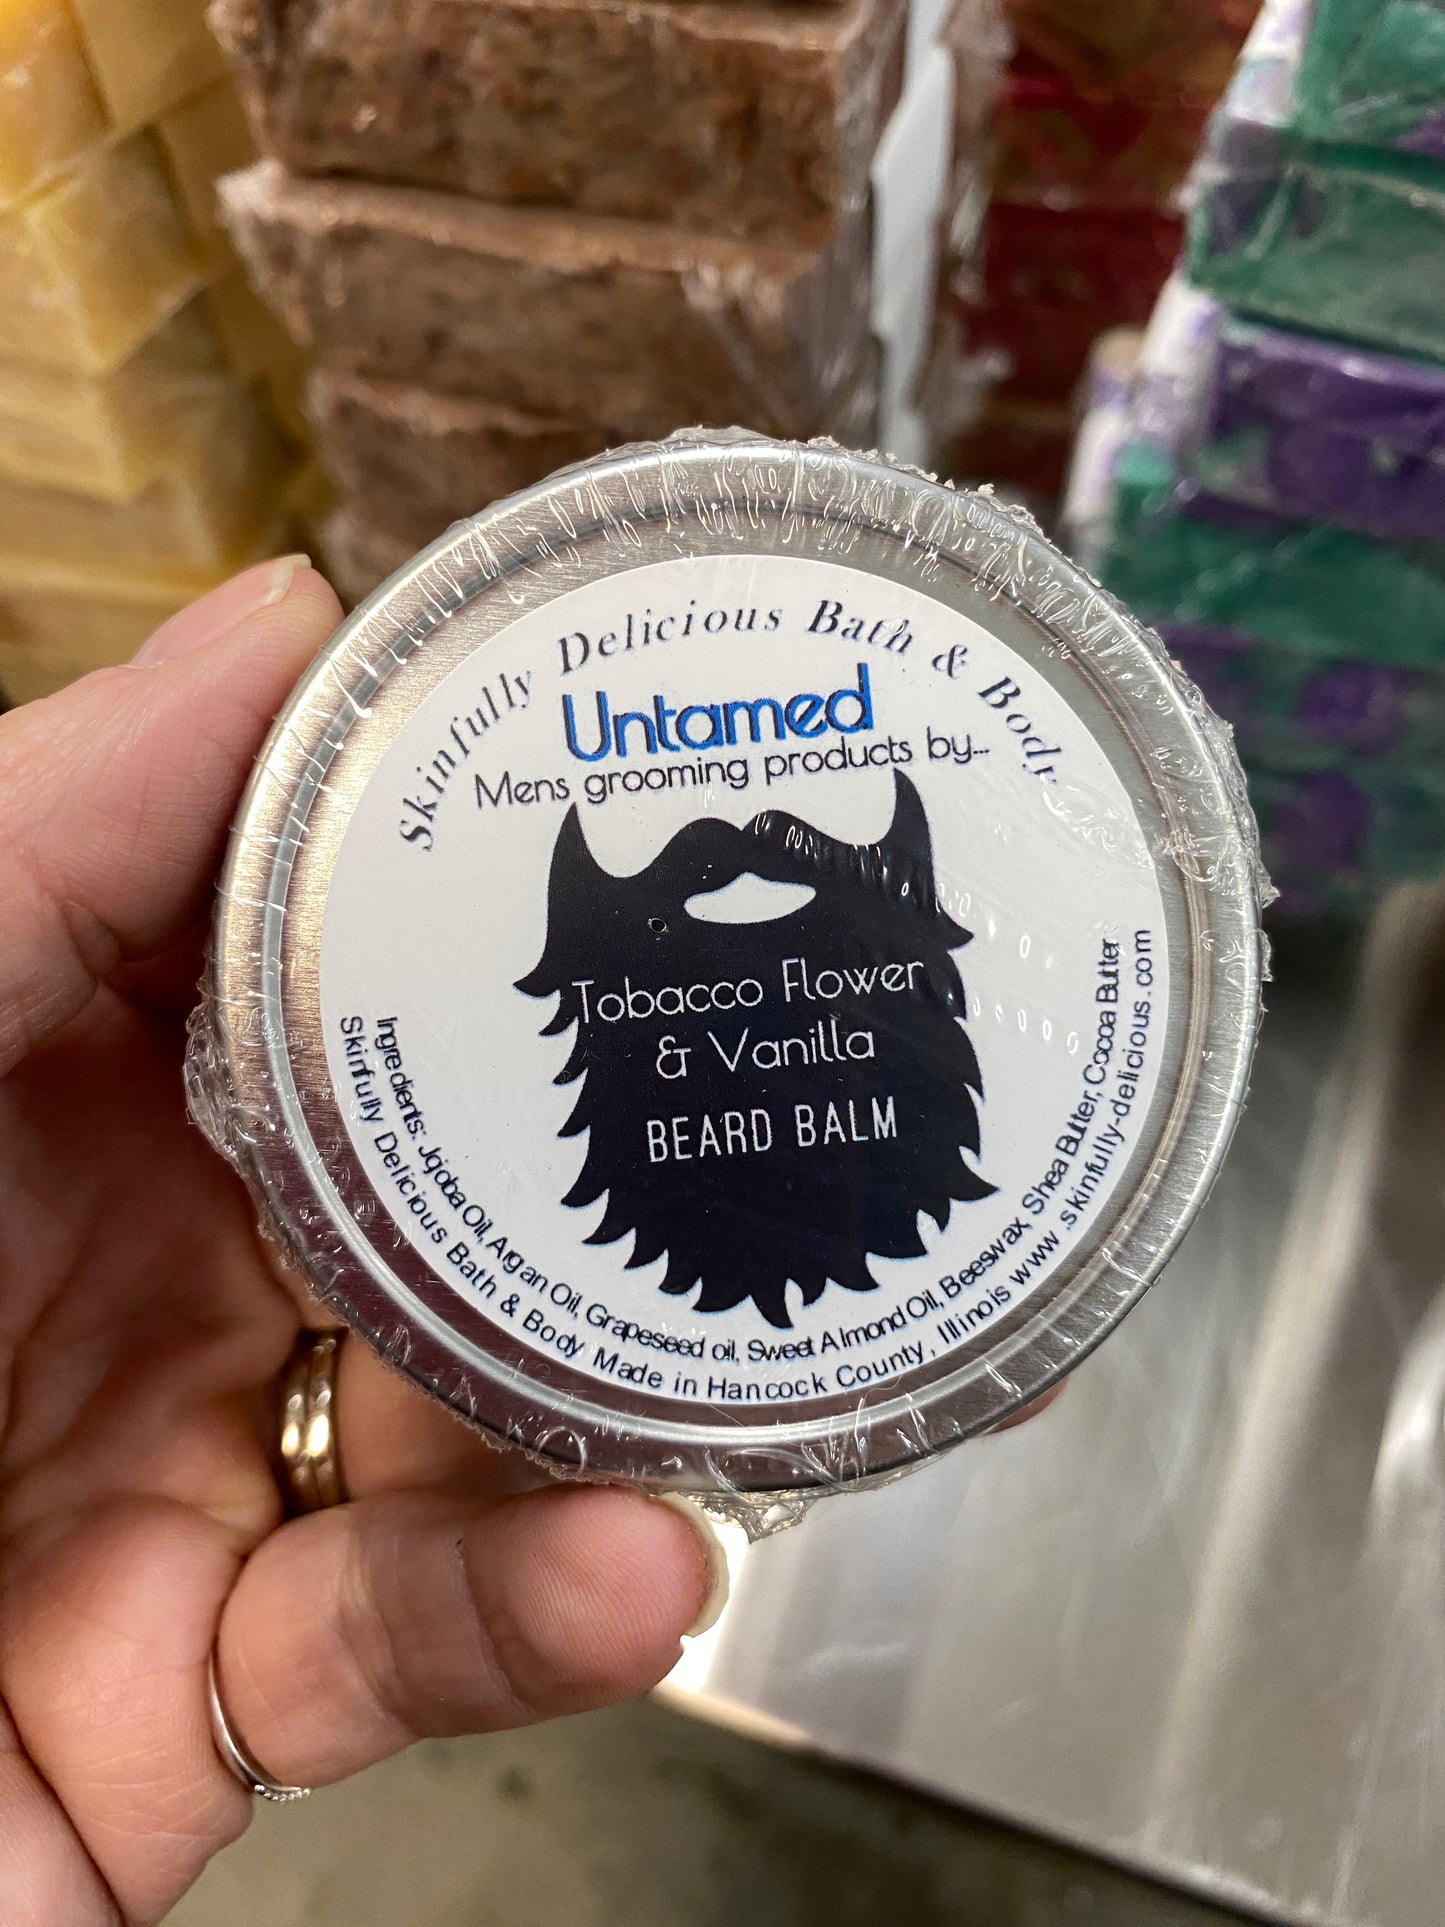 Skinfully Delicious Bath & Body
Untamed
Mens grooming products by...
Tobacco Flower
& Vanilla
BEARD BALM
Ingredients: Jojoba Oil, Argan Oil, Grapeseed oil, Sweet Almond Oil, Beeswax, Shea Butter, Cocoa Butter
Skinfully Delicious Bath & Body Made in Hancock County, Illinois www.skinfully-delicious.com